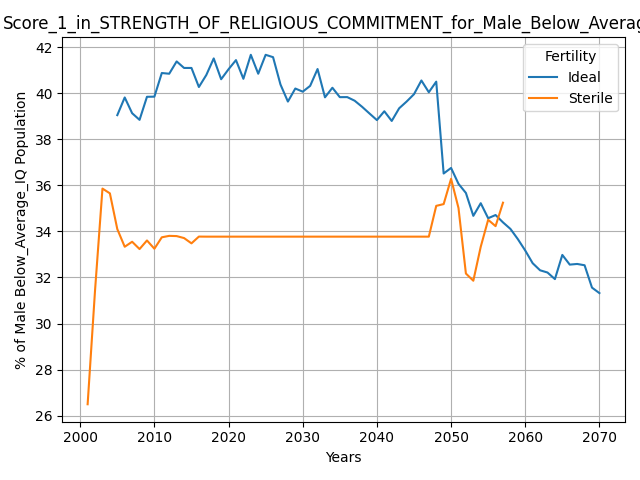 Score_1_in_STRENGTH_OF_RELIGIOUS_COMMITMENT_for_Male_Below_Averag
% of Male Below_Average_IQ Population
42
40
38
36
34
32
30
28
26
Fertility
Ideal
Sterile
2000 2010 2020 2030 2040 2050 2060 2070
Years